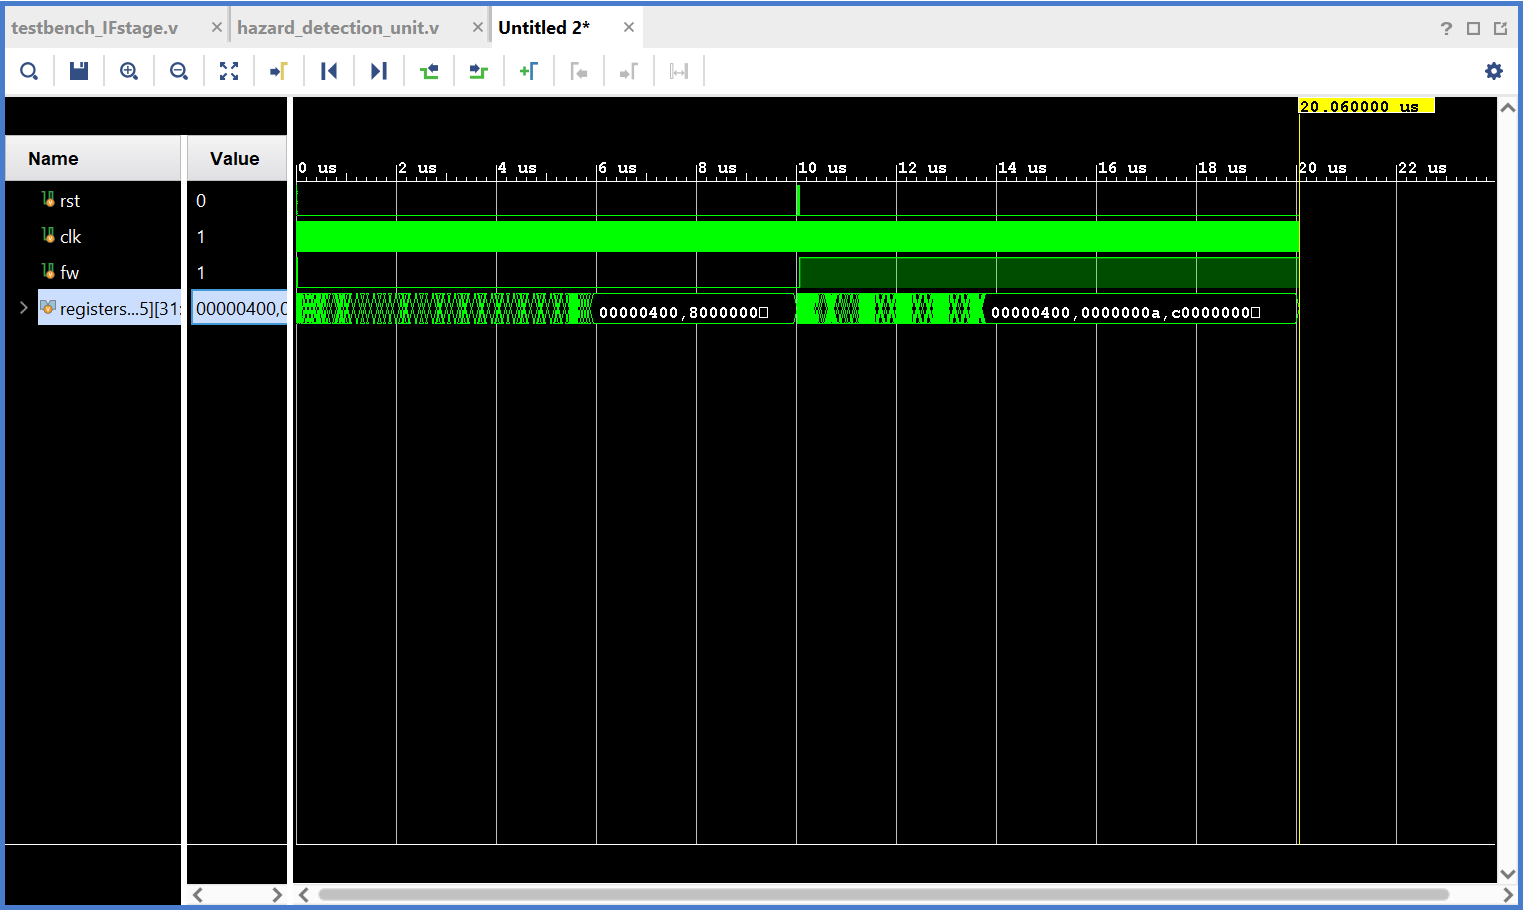 testbench_IFstage.v × hazard_detection_unit.v × Untitled 2* ×
?
20.060000 us
Name Value
0 us 2 us 4 us 6 us 8 us 10 us 12 us 14 us 16 us 18 us 20 us 22 us
rst 0
clk 1
fw 1
registers...5][31: 00000400,0 00000400,8000000 00000400,0000000a,c0000000